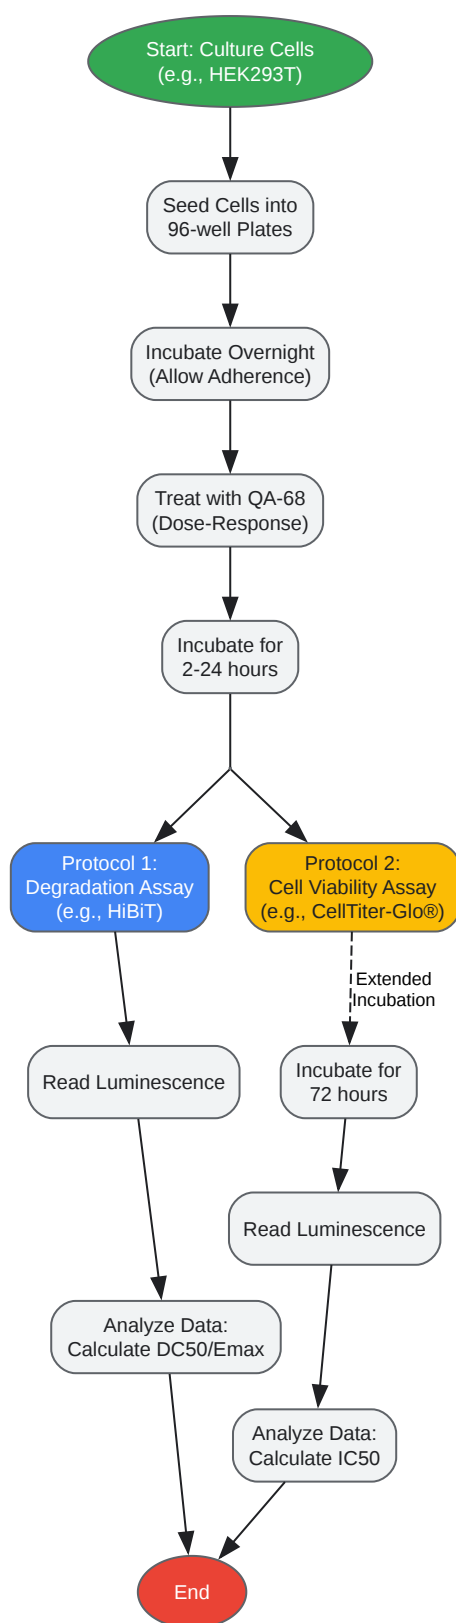 Start: Culture Cells
(e.g., HEK293T)
Seed Cells into
96-well Plates
Incubate Overnight
(Allow Adherence)
Treat with QA-68
(Dose-Response)
Incubate for
2-24 hours
Protocol 1:
Degradation Assay
(e.g., HiBiT)
Protocol 2:
Cell Viability Assay
(e.g., CellTiter-Glo®)
Extended
Incubation
Read Luminescence
Incubate for
72 hours
Read Luminescence
Analyze Data:
Calculate DC50/Emax
Analyze Data:
Calculate IC50
End